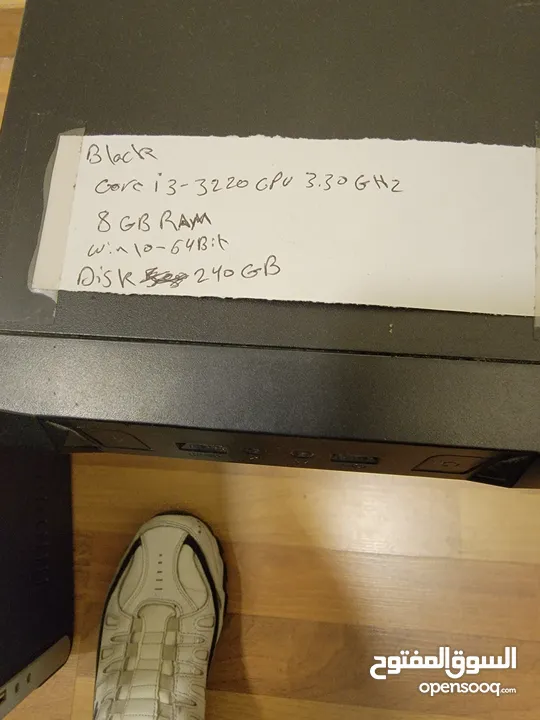 Black
Core i3-3220 CPU 3.30 GHz
8 GB RAM
Win10-64Bit
Disk 240 GB
السوق المفتوح
opensooq.com